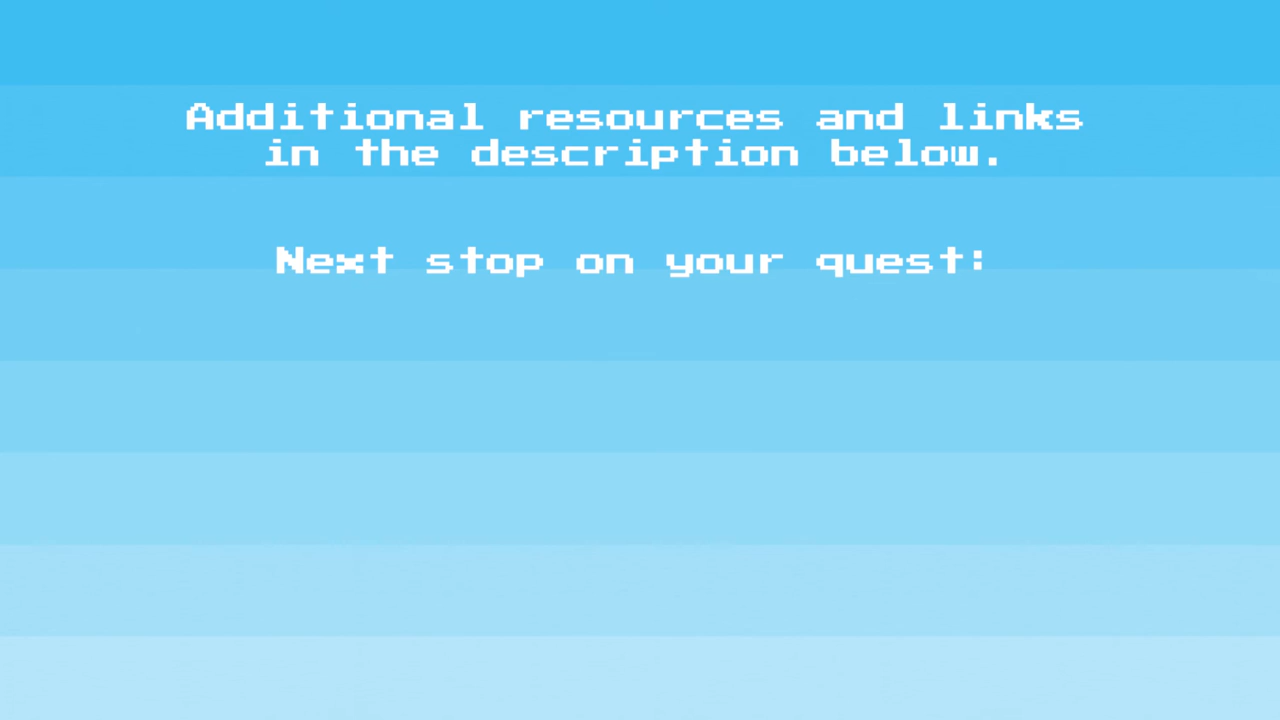 Additional resources and links
in the description below.
Next stop on your quest: